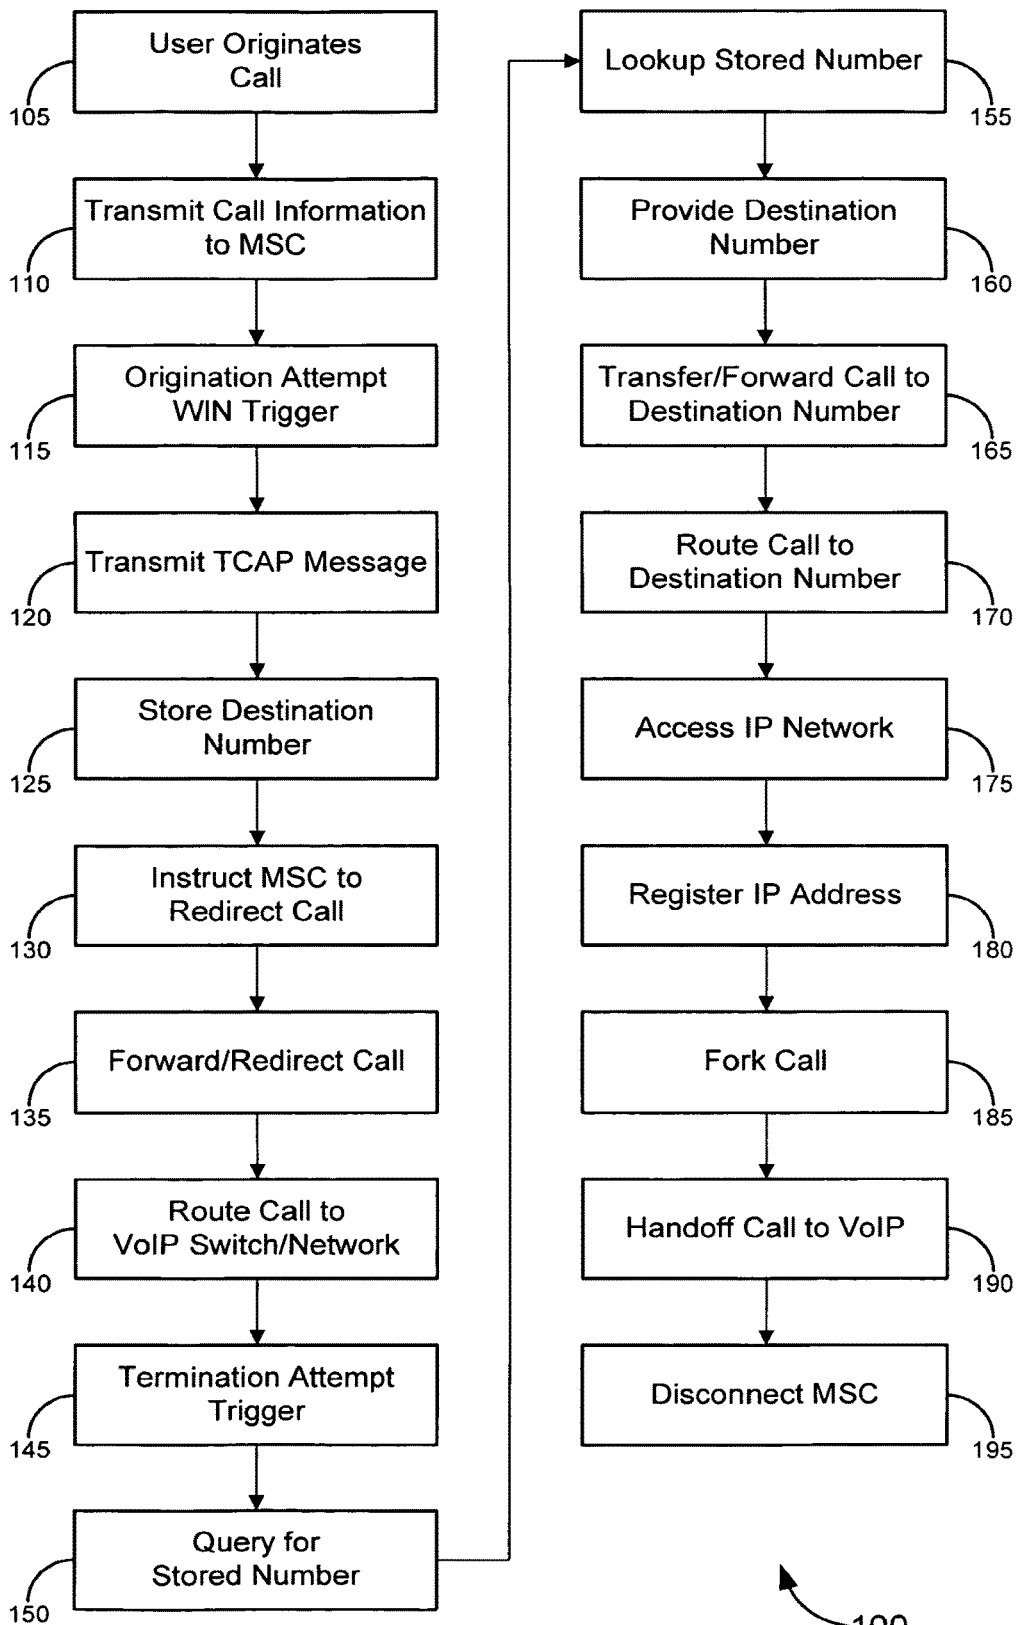 User Originates
Call
105
Transmit Call Information
to MSC
110
Origination Attempt
WIN Trigger
115
Transmit TCAP Message
120
Store Destination
Number
125
Instruct MSC to
Redirect Call
130
Forward/Redirect Call
135
Route Call to
VoIP Switch/Network
140
Termination Attempt
Trigger
145
Query for
Stored Number
150
Lookup Stored Number
155
Provide Destination
Number
160
Transfer/Forward Call to
Destination Number
165
Route Call to
Destination Number
170
Access IP Network
175
Register IP Address
180
Fork Call
185
Handoff Call to VoIP
190
Disconnect MSC
195